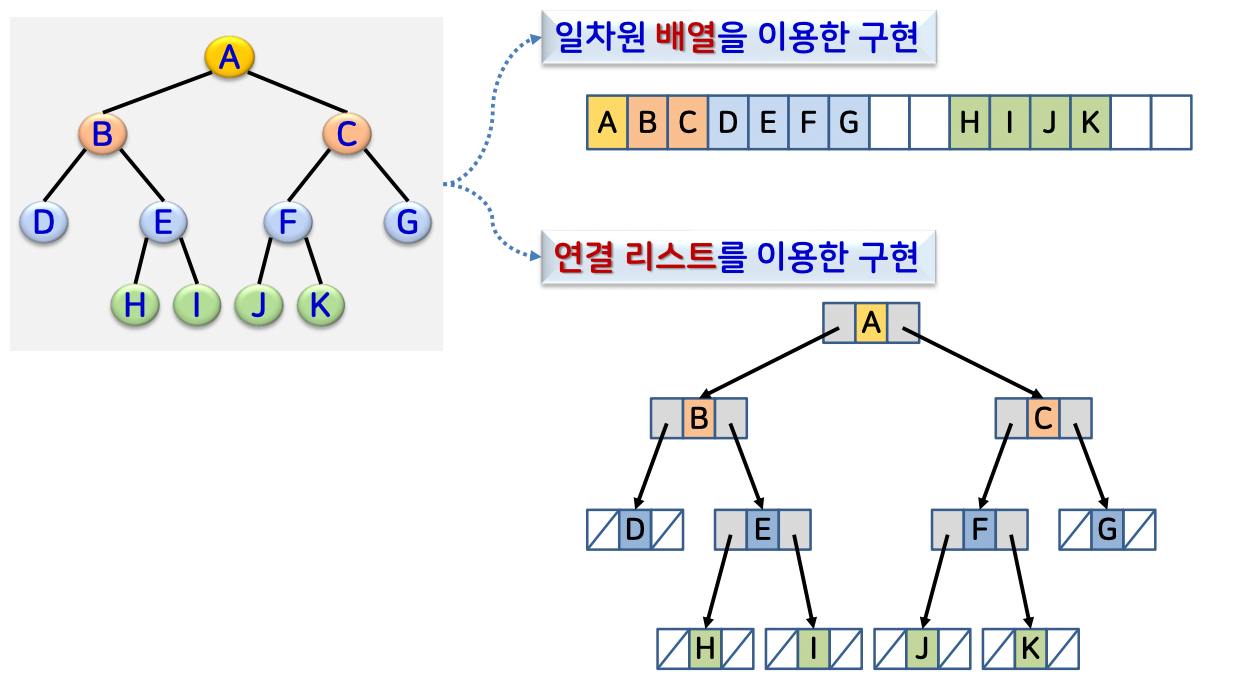 A
B C
D E F G
H I J K
일차원 배열을 이용한 구현
A B C D E F G H I J K
연결 리스트를 이용한 구현
A
B C
D E F G
H I J K